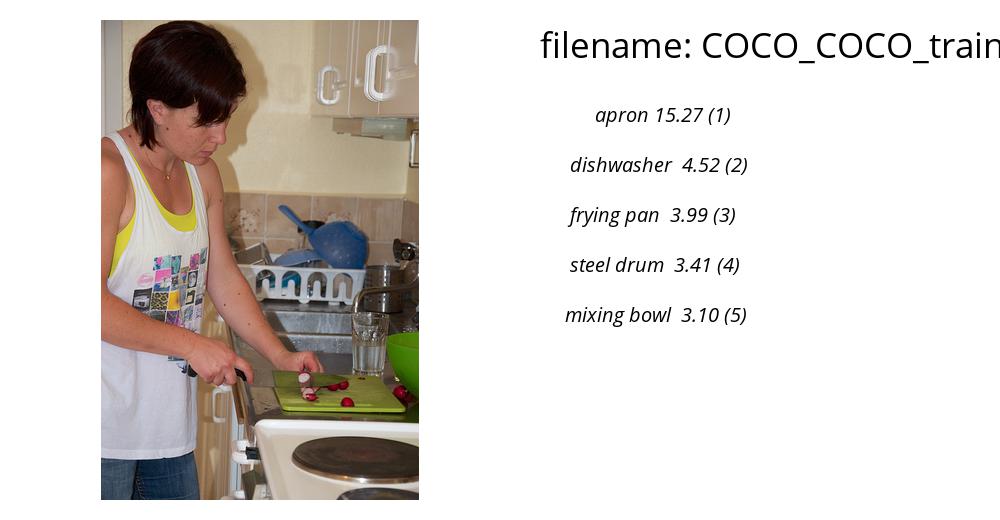 filename: COCO_COCO_train
apron 15.27 (1)
dishwasher 4.52 (2)
frying pan 3.99 (3)
steel drum 3.41 (4)
mixing bowl 3.10 (5)